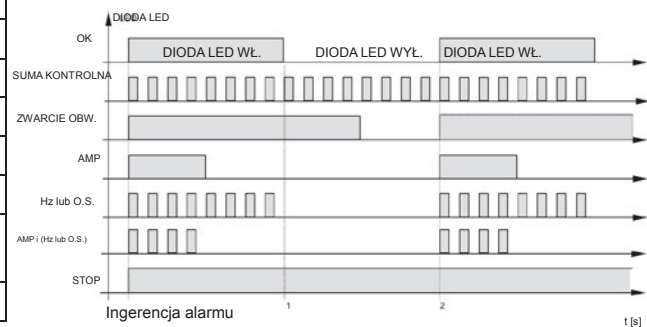 DIODA LED
OK
DIODA LED WŁ. DIODA LED WYŁ. DIODA LED WŁ.
SUMA KONTROLNA
ZWARCIE OBW.
AMP
Hz lub O.S.
AMP i (Hz lub O.S.)
STOP
1 2
Ingerencja alarmu
t [s]